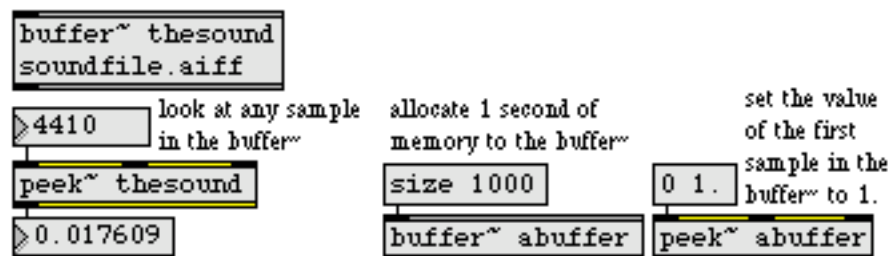 buffer~ thesound
soundfile.aiff
4410
look at any sample
in the buffer~
peek~ thesound
0.017609
allocate 1 second of
memory to the buffer~
size 1000
buffer~ abuffer
set the value
of the first
sample in the
buffer~ to 1.
0 1.
peek~ abuffer